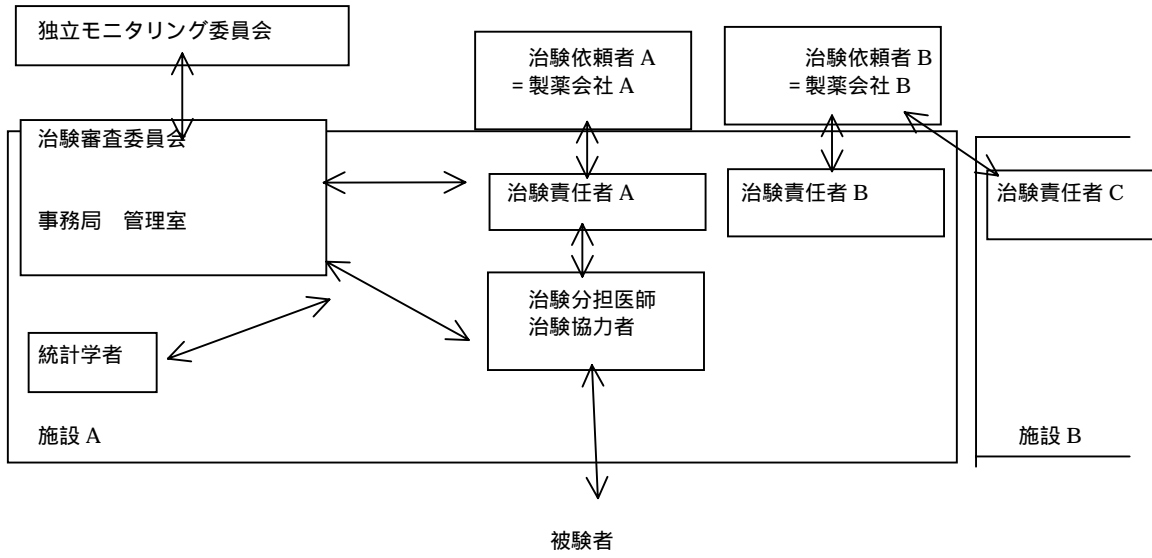 独立モニタリング委員会
治験依頼者 A
= 製薬会社 A
治験依頼者 B
= 製薬会社 B
治験審査委員会
事務局　管理室
治験責任者 A
治験責任者 B
治験責任者 C
治験分担医師
治験協力者
統計学者
施設 A
施設 B
被験者